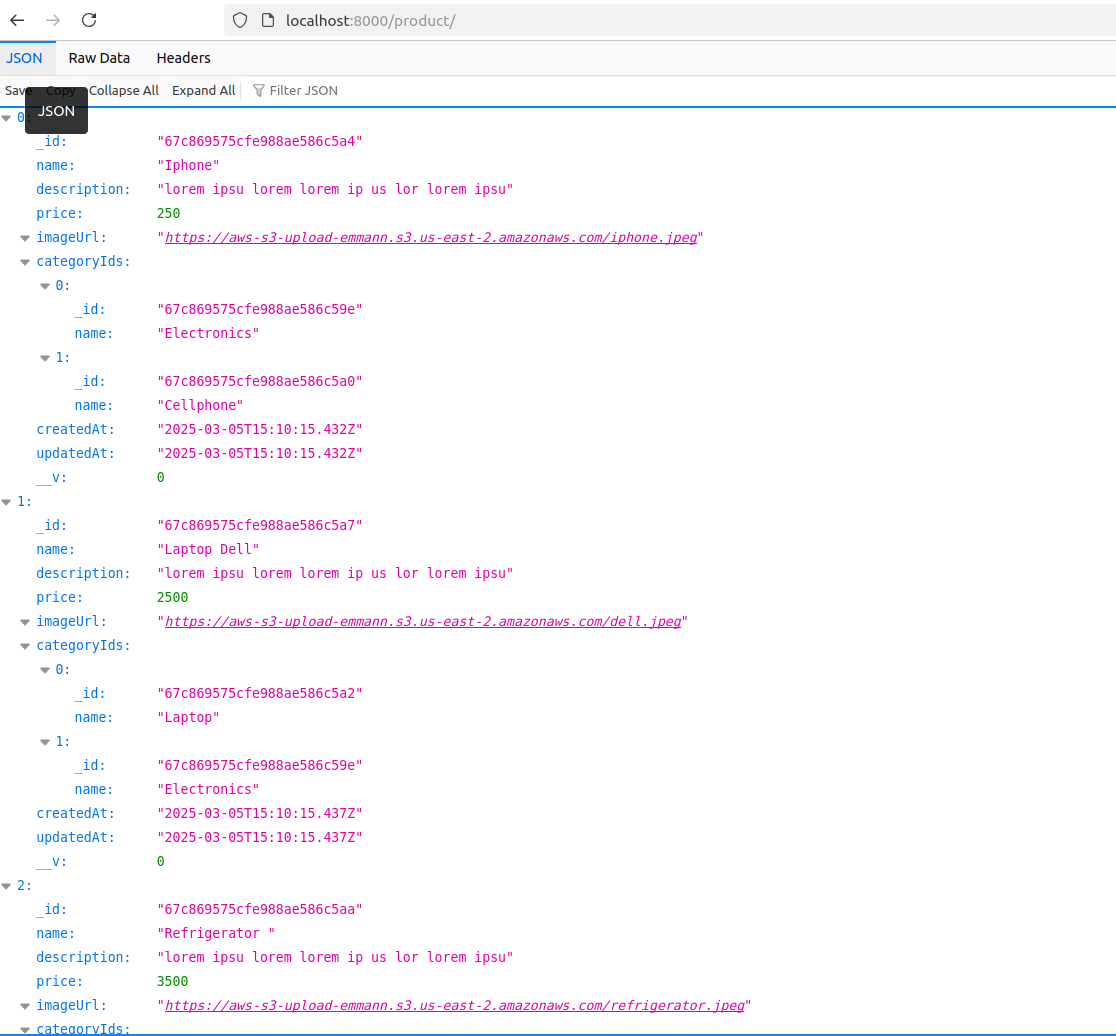 localhost:8000/product/
JSON Raw Data Headers
Save Copy Collapse All Expand All Filter JSON
JSON
0:
_id: "67c869575cfe988ae586c5a4"
name: "Iphone"
description: "lorem ipsu lorem lorem ip us lor lorem ipsu"
price: 250
imageUrl: "https://aws-s3-upload-emmann.s3.us-east-2.amazonaws.com/iphone.jpeg"
categoryIds:
0:
_id: "67c869575cfe988ae586c59e"
name: "Electronics"
1:
_id: "67c869575cfe988ae586c5a0"
name: "Cellphone"
createdAt: "2025-03-05T15:10:15.432Z"
updatedAt: "2025-03-05T15:10:15.432Z"
__v: 0
1:
_id: "67c869575cfe988ae586c5a7"
name: "Laptop Dell"
description: "lorem ipsu lorem lorem ip us lor lorem ipsu"
price: 2500
imageUrl: "https://aws-s3-upload-emmann.s3.us-east-2.amazonaws.com/dell.jpeg"
categoryIds:
0:
_id: "67c869575cfe988ae586c5a2"
name: "Laptop"
1:
_id: "67c869575cfe988ae586c59e"
name: "Electronics"
createdAt: "2025-03-05T15:10:15.437Z"
updatedAt: "2025-03-05T15:10:15.437Z"
__v: 0
2:
_id: "67c869575cfe988ae586c5aa"
name: "Refrigerator "
description: "lorem ipsu lorem lorem ip us lor lorem ipsu"
price: 3500
imageUrl: "https://aws-s3-upload-emmann.s3.us-east-2.amazonaws.com/refrigerator.jpeg"
categoryIds: